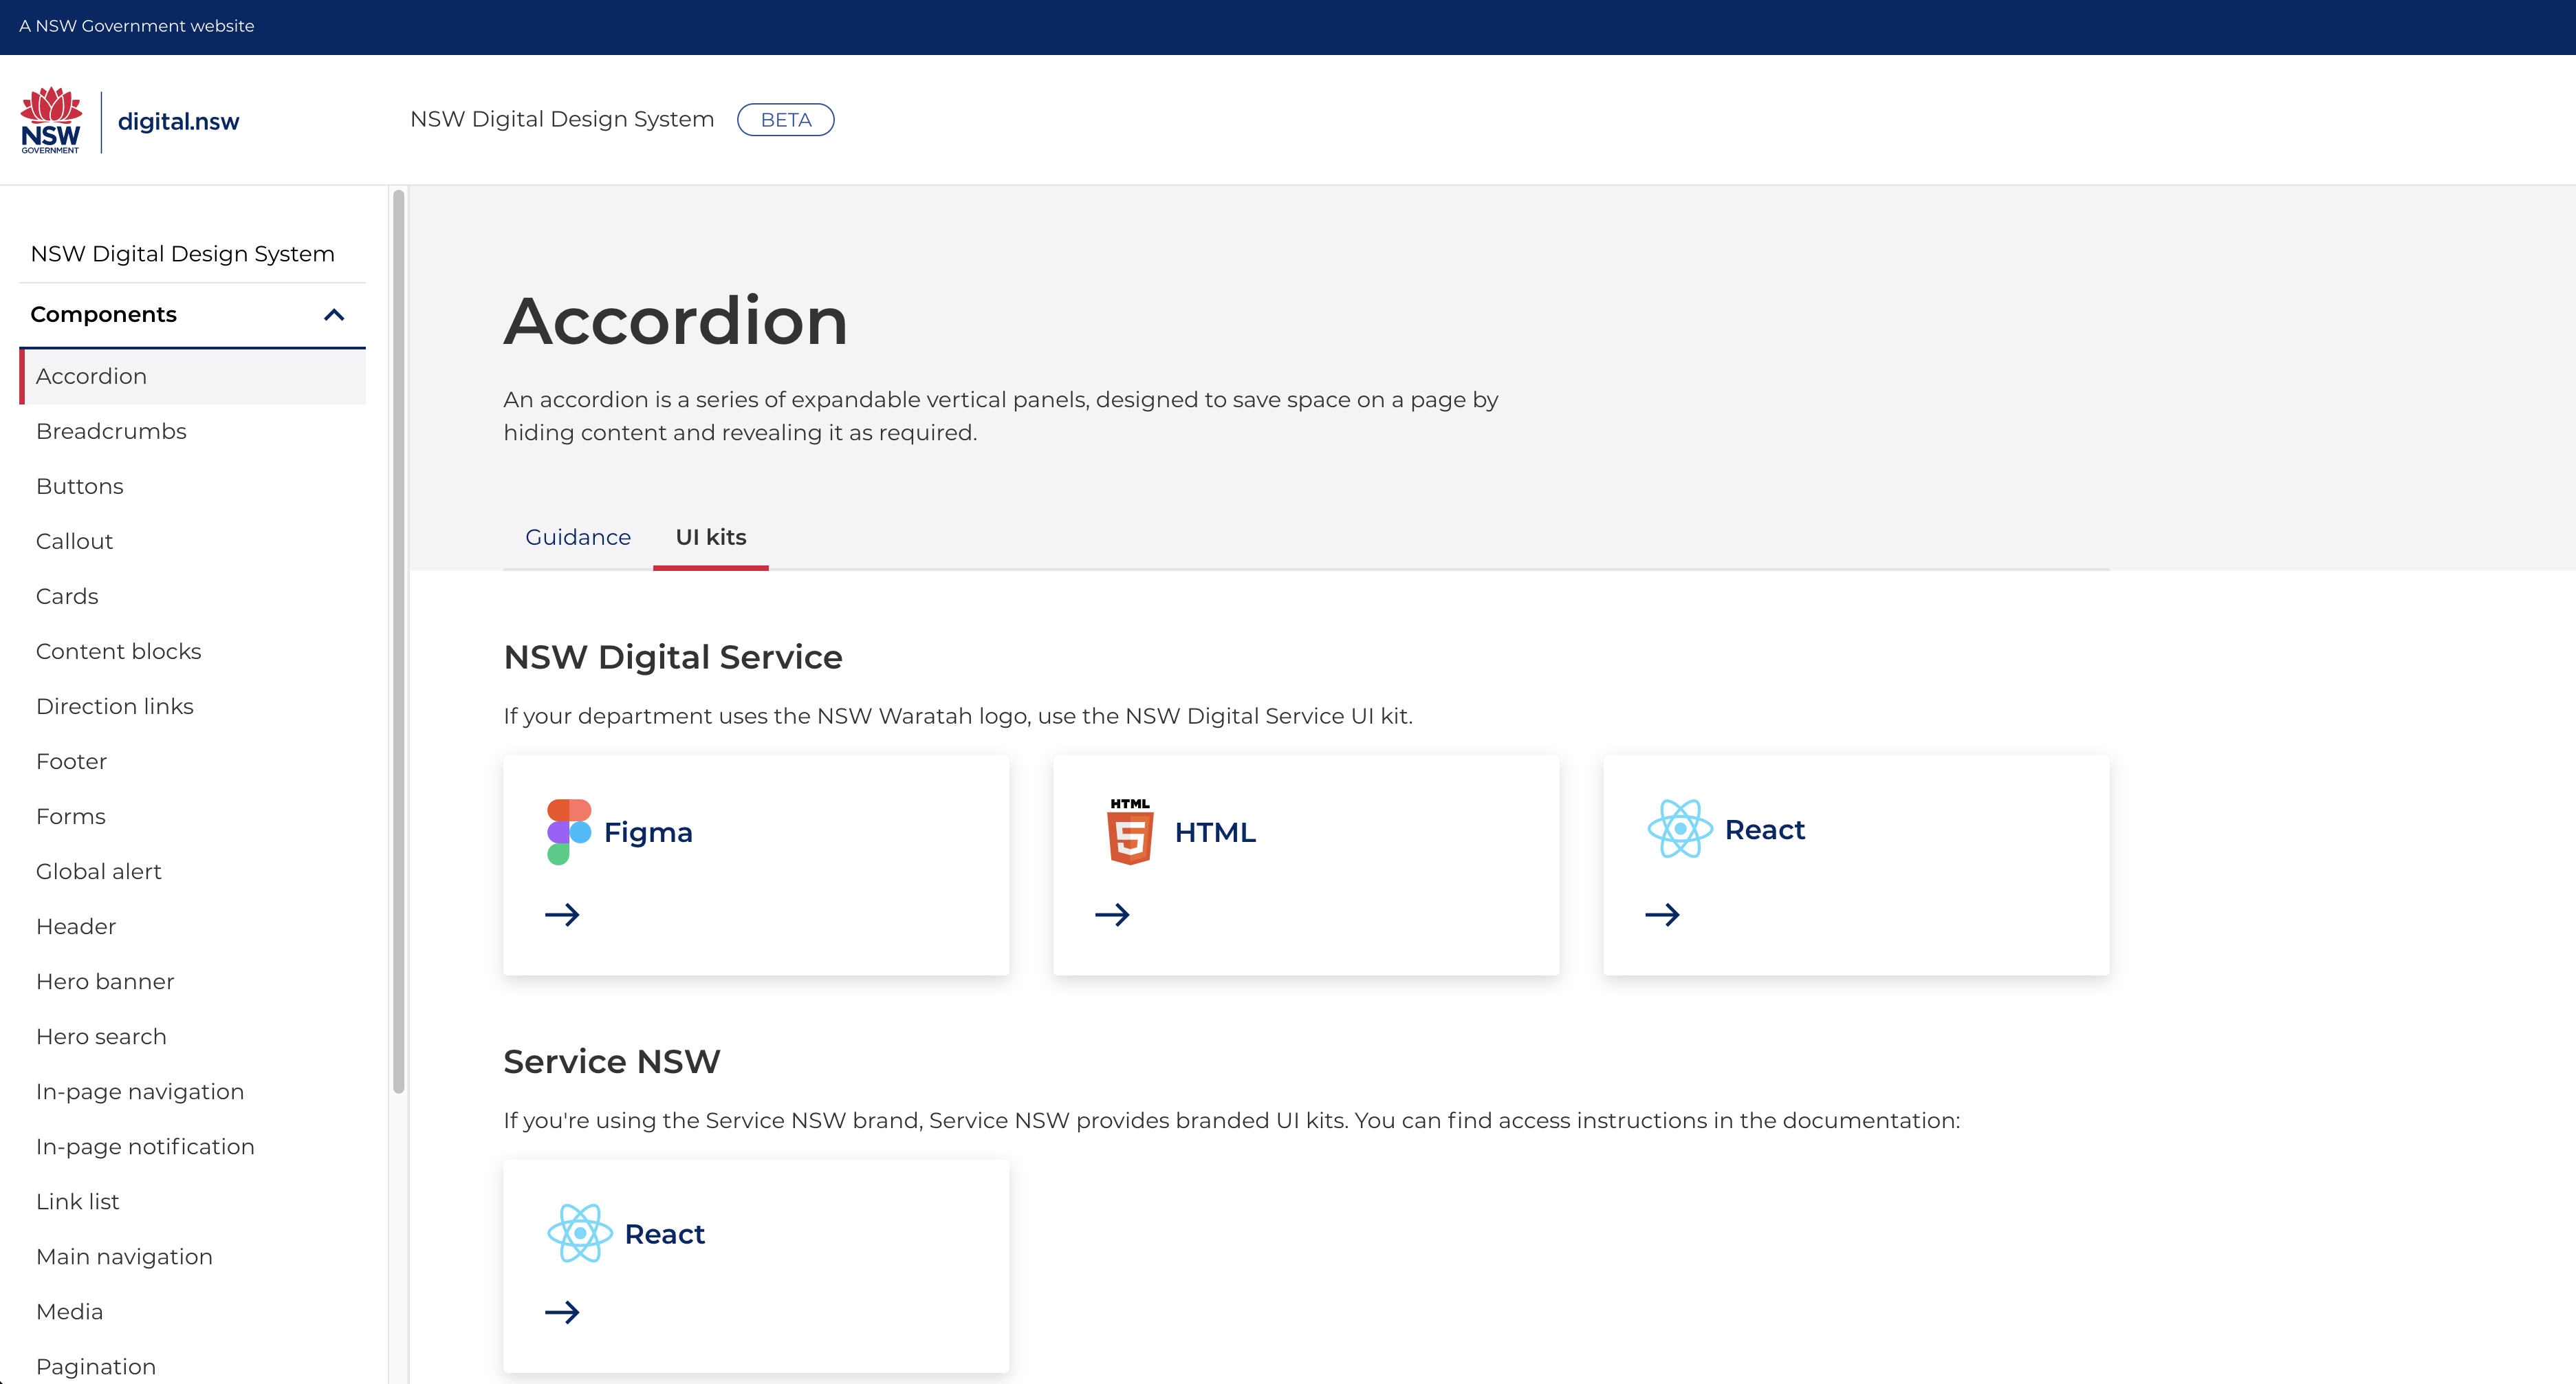 A NSW Government website
NSW
GOVERNMENT
digital.nsw
NSW Digital Design System
BETA
NSW Digital Design System
Components
Accordion
Breadcrumbs
Buttons
Callout
Cards
Content blocks
Direction links
Footer
Forms
Global alert
Header
Hero banner
Hero search
In-page navigation
In-page notification
Link list
Main navigation
Media
Pagination
Accordion
An accordion is a series of expandable vertical panels, designed to save space on a page by
hiding content and revealing it as required.
Guidance
UI kits
NSW Digital Service
If your department uses the NSW Waratah logo, use the NSW Digital Service UI kit.
Figma
HTML
5
HTML
React
Service NSW
If you're using the Service NSW brand, Service NSW provides branded UI kits. You can find access instructions in the documentation:
React